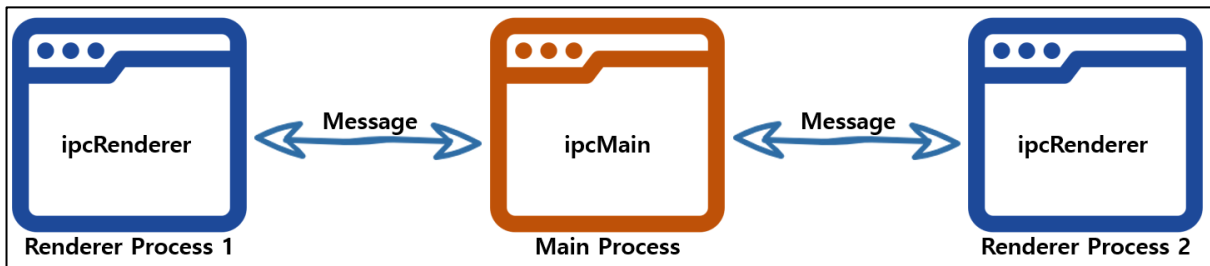 ipcRenderer
Message
ipcMain
Message
ipcRenderer
Renderer Process 1
Main Process
Renderer Process 2